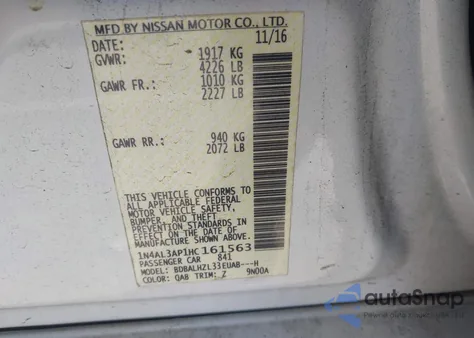 MFD BY NISSAN MOTOR CO., LTD.
DATE: 11/16
GVWR: 1917 KG
4226 LB
GAWR FR.: 1010 KG
2227 LB
GAWR RR.: 940 KG
2072 LB
THIS VEHICLE CONFORMS TO
ALL APPLICABLE FEDERAL
MOTOR VEHICLE SAFETY,
BUMPER, AND THEFT
PREVENTION STANDARDS IN
EFFECT ON THE DATE OF
MANUFACTURE SHOWN ABOVE.
1N4AL3AP1HC161563
PASSENGER CAR 841
MODEL: BDBALHZL33EUAB---H
COLOR: QAB TRIM: Z 9N00A
autoSnap